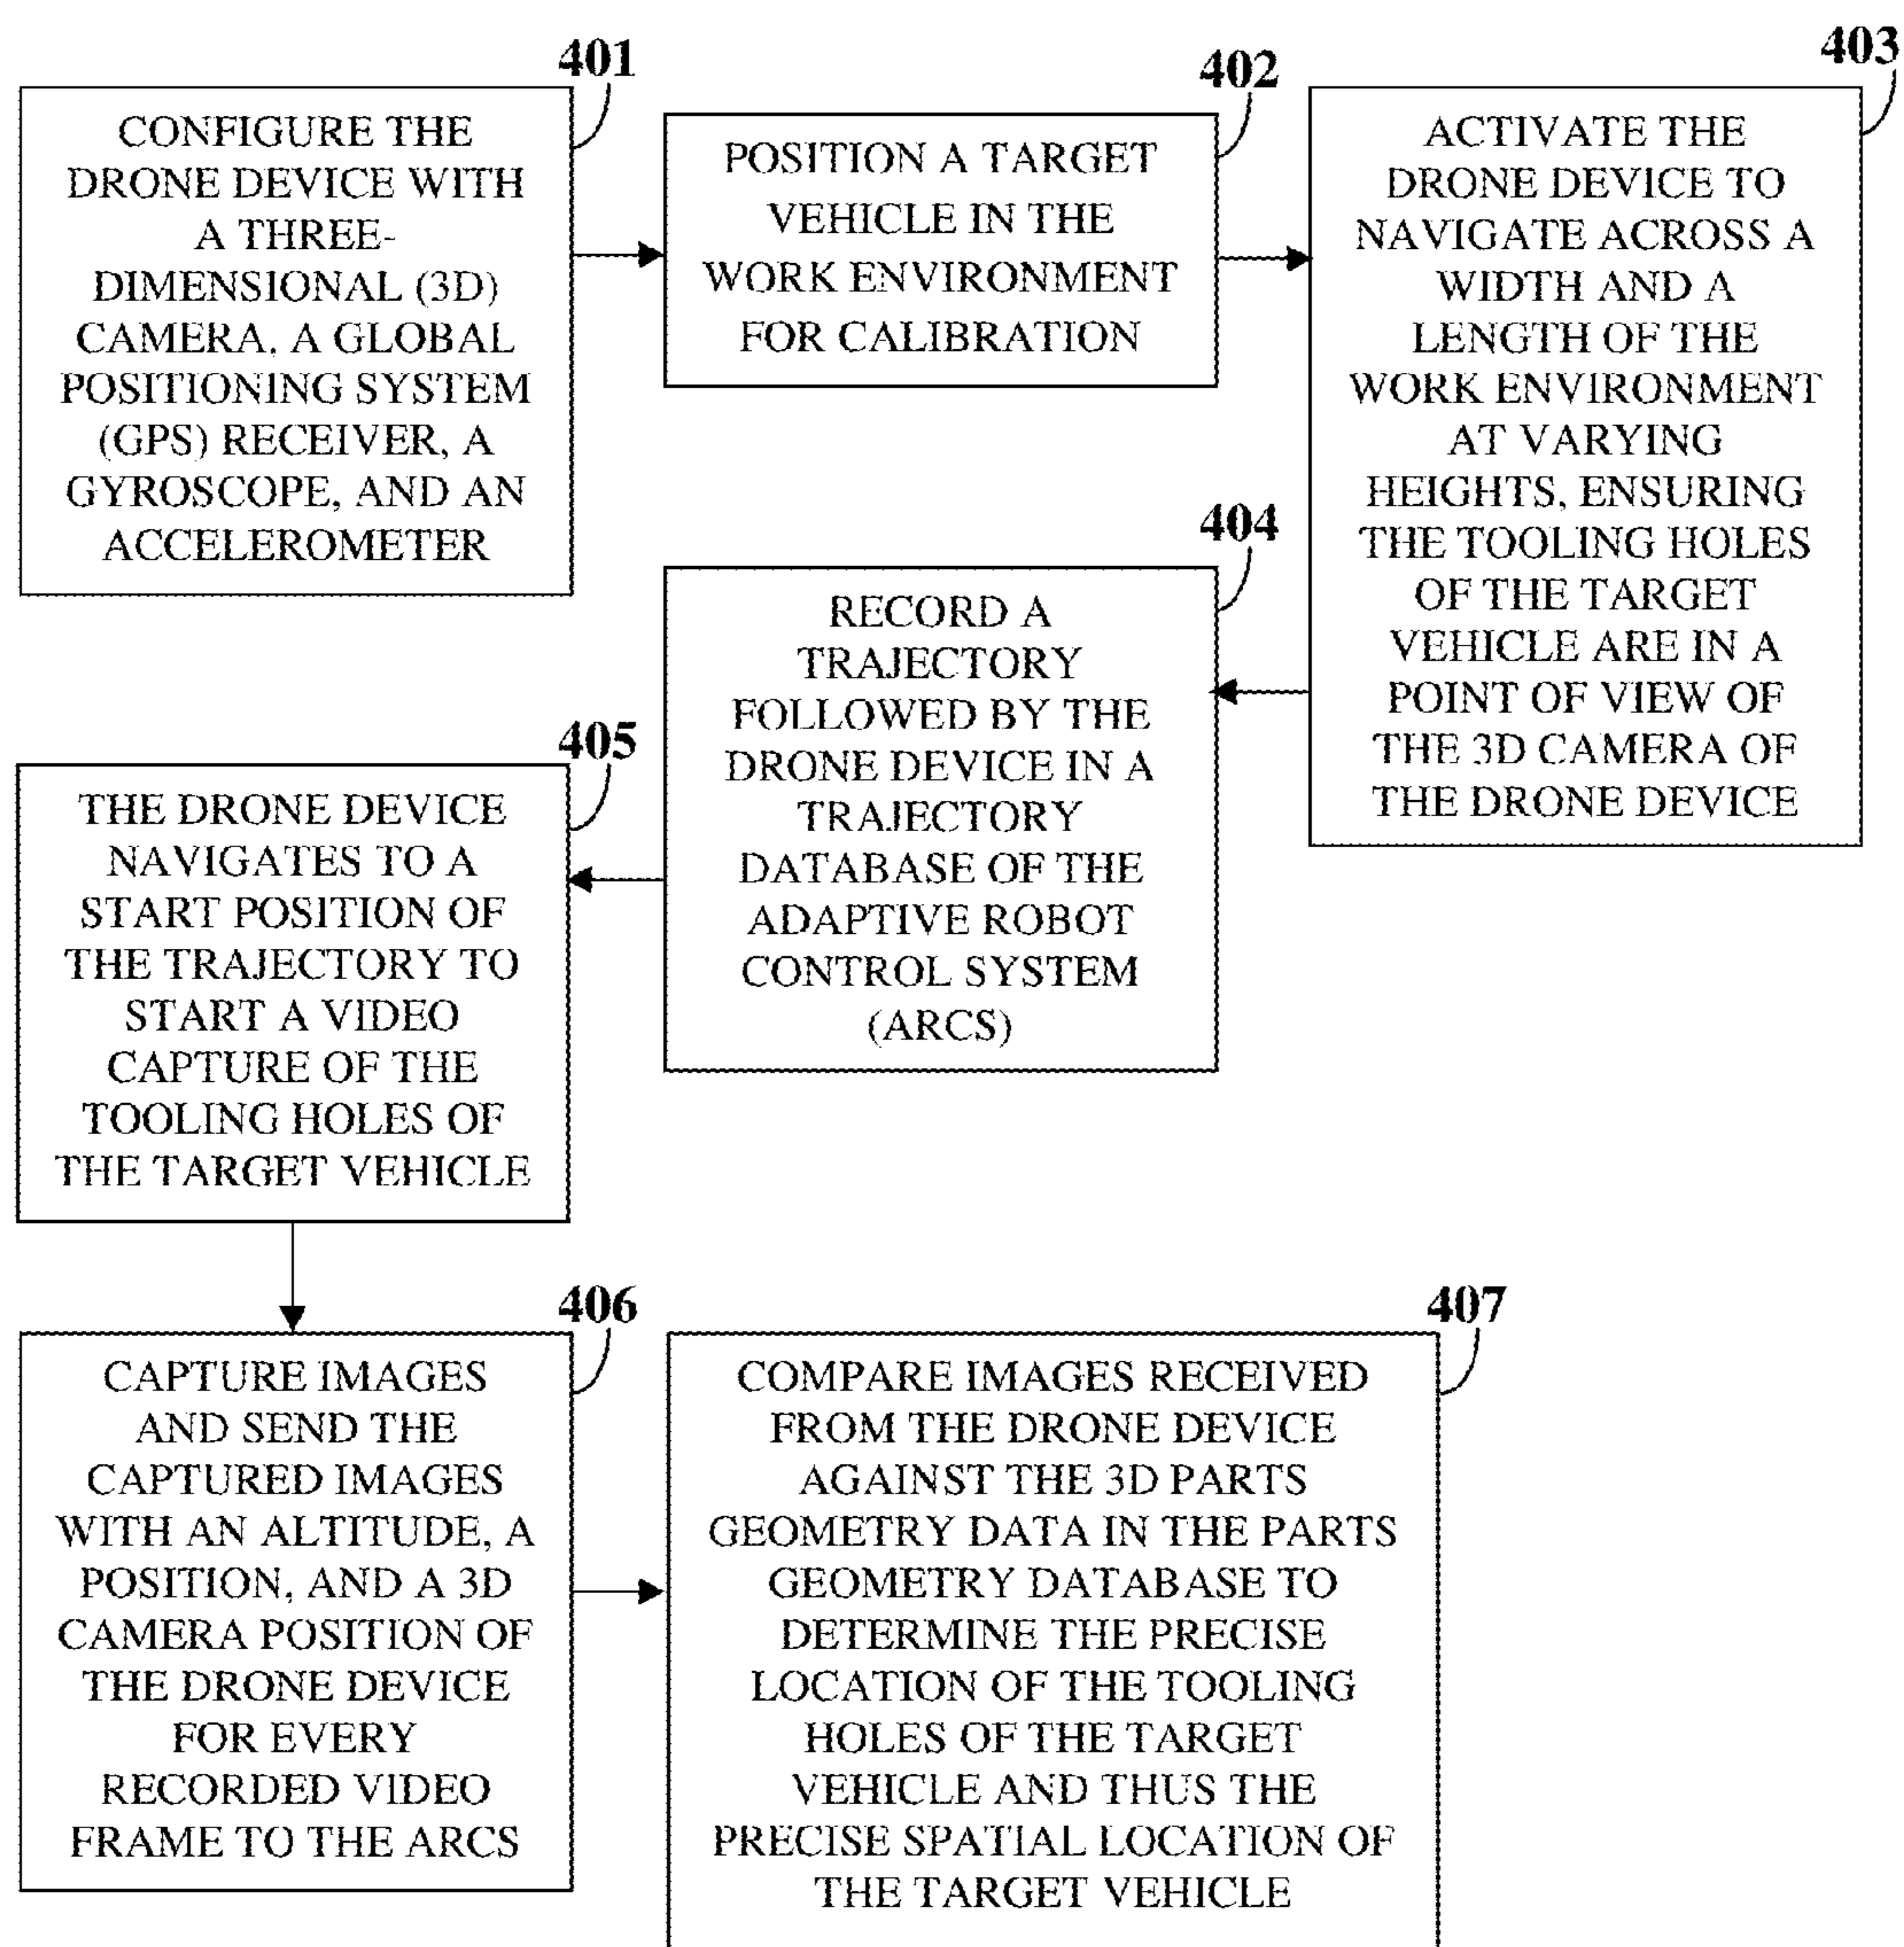 401
CONFIGURE THE
DRONE DEVICE WITH
A THREE-
DIMENSIONAL (3D)
CAMERA, A GLOBAL
POSITIONING SYSTEM
(GPS) RECEIVER, A
GYROSCOPE, AND AN
ACCELEROMETER
402
POSITION A TARGET
VEHICLE IN THE
WORK ENVIRONMENT
FOR CALIBRATION
403
ACTIVATE THE
DRONE DEVICE TO
NAVIGATE ACROSS A
WIDTH AND A
LENGTH OF THE
WORK ENVIRONMENT
AT VARYING
HEIGHTS, ENSURING
THE TOOLING HOLES
OF THE TARGET
VEHICLE ARE IN A
POINT OF VIEW OF
THE 3D CAMERA OF
THE DRONE DEVICE
404
RECORD A
TRAJECTORY
FOLLOWED BY THE
DRONE DEVICE IN A
TRAJECTORY
DATABASE OF THE
ADAPTIVE ROBOT
CONTROL SYSTEM
(ARCS)
405
THE DRONE DEVICE
NAVIGATES TO A
START POSITION OF
THE TRAJECTORY TO
START A VIDEO
CAPTURE OF THE
TOOLING HOLES OF
THE TARGET VEHICLE
406
CAPTURE IMAGES
AND SEND THE
CAPTURED IMAGES
WITH AN ALTITUDE, A
POSITION, AND A 3D
CAMERA POSITION OF
THE DRONE DEVICE
FOR EVERY
RECORDED VIDEO
FRAME TO THE ARCS
407
COMPARE IMAGES RECEIVED
FROM THE DRONE DEVICE
AGAINST THE 3D PARTS
GEOMETRY DATA IN THE PARTS
GEOMETRY DATABASE TO
DETERMINE THE PRECISE
LOCATION OF THE TOOLING
HOLES OF THE TARGET
VEHICLE AND THUS THE
PRECISE SPATIAL LOCATION OF
THE TARGET VEHICLE